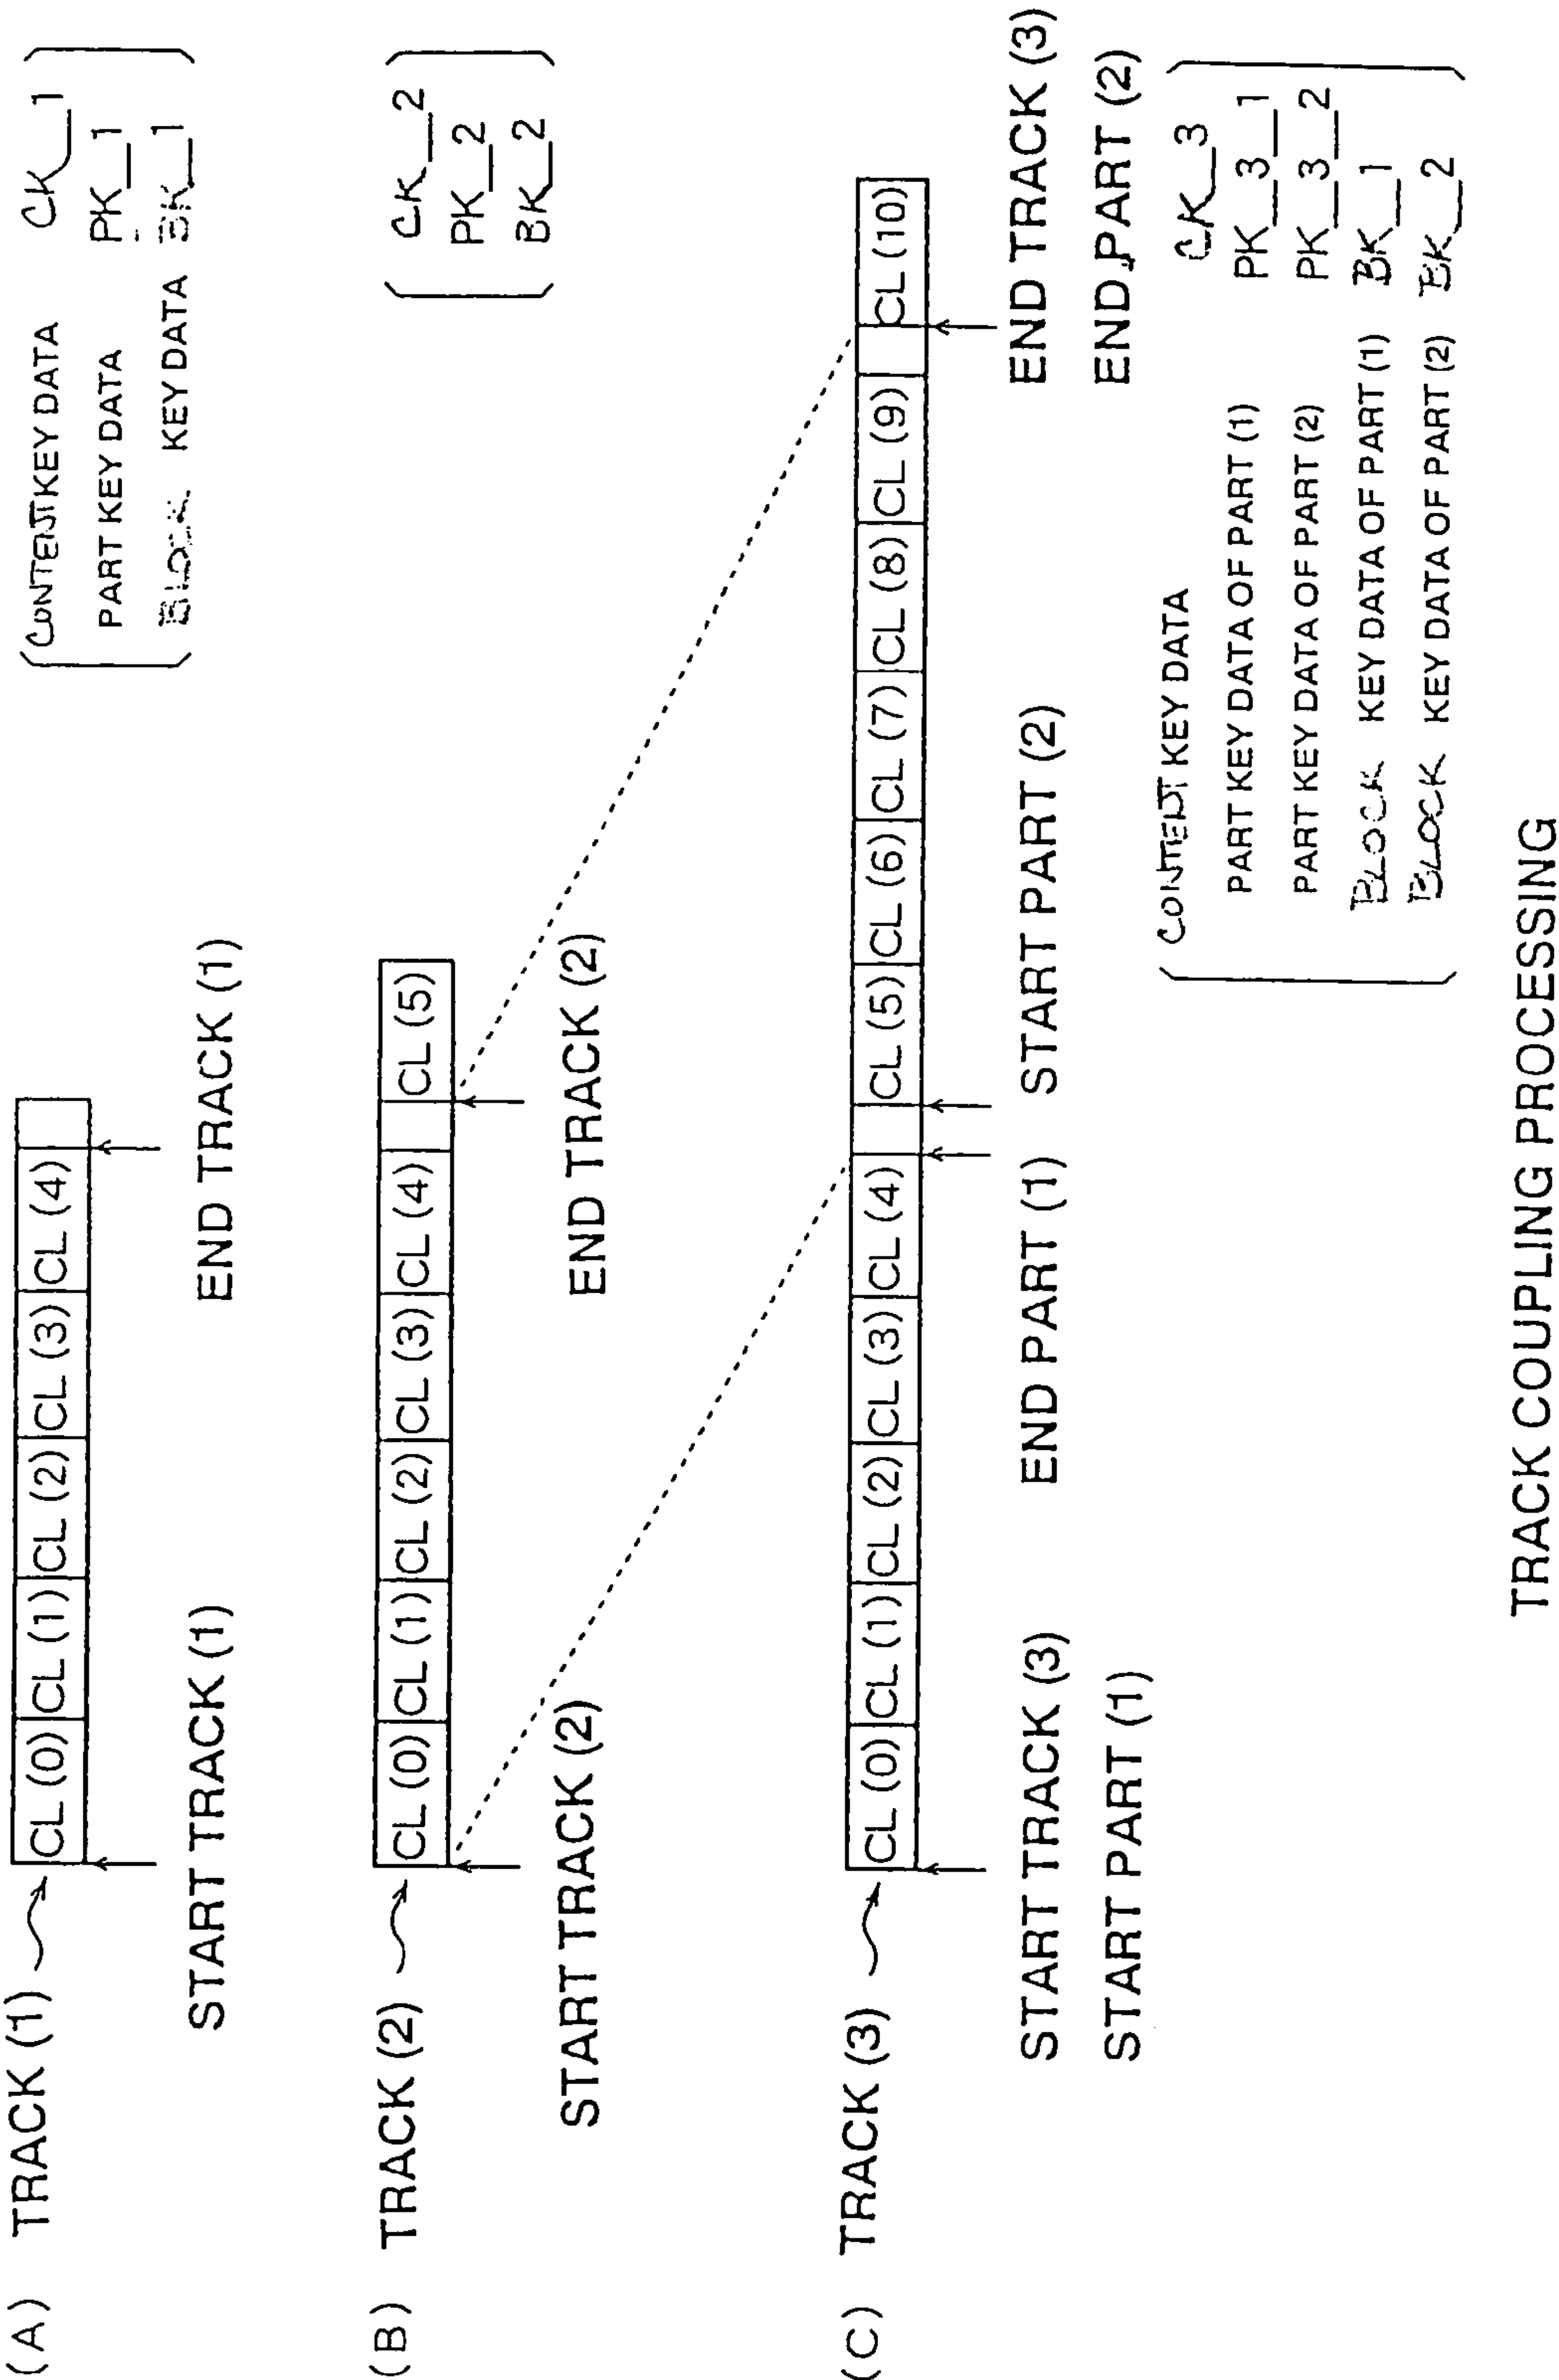 (A) TRACK (1)
CL (0) CL (1) CL (2) CL (3) CL (4)
START TRACK (1) END TRACK (1)
CONTENT KEY DATA CK_1
PART KEY DATA PK_1
BLOCK KEY DATA BK_1
(B) TRACK (2)
CL (0) CL (1) CL (2) CL (3) CL (4) CL (5)
START TRACK (2) END TRACK (2)
CK_2
PK_2
BK_2
(C) TRACK (3)
CL (0) CL (1) CL (2) CL (3) CL (4) CL (5) CL (6) CL (7) CL (8) CL (9) CL (10)
START TRACK (3) END PART (1) START PART (2) END TRACK (3)
START PART (1) END PART (2)
CONTENT KEY DATA CK_3
PART KEY DATA OF PART (1) PK_3_1
PART KEY DATA OF PART (2) PK_3_2
BLOCK KEY DATA OF PART (1) BK_1
BLOCK KEY DATA OF PART (2) BK_2
TRACK COUPLING PROCESSING